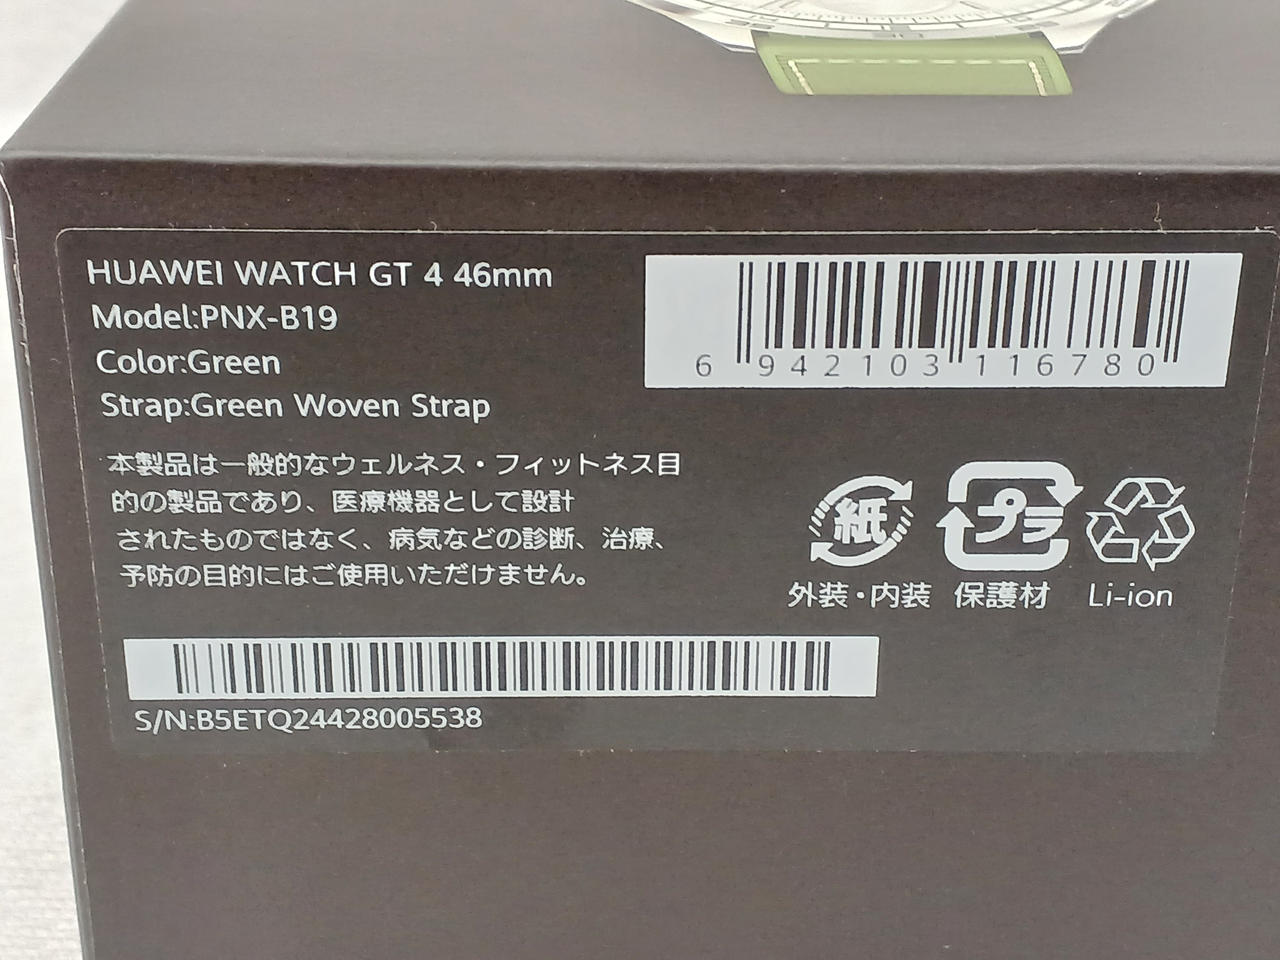 HUAWEI WATCH GT 4 46mm
Model:PNX-B19
Color:Green
Strap:Green Woven Strap
6 942103 116780
本製品は一般的なウェルネス・フィットネス目
的の製品であり、医療機器として設計
されたものではなく、病気などの診断、治療、
予防の目的にはご使用いただけません。
紙
プラ
外装・内装
保護材
Li-ion
S/N:B5ETQ24428005538